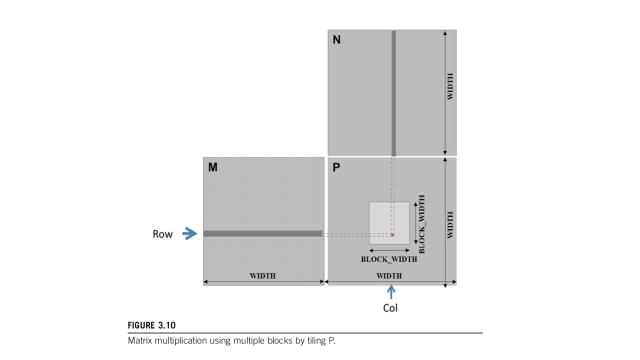 N
WIDTH
M
P
Row
BLOCK_WIDTH
WIDTH
BLOCK_WIDTH
WIDTH
WIDTH
Col
FIGURE 3.10
Matrix multiplication using multiple blocks by tiling P.